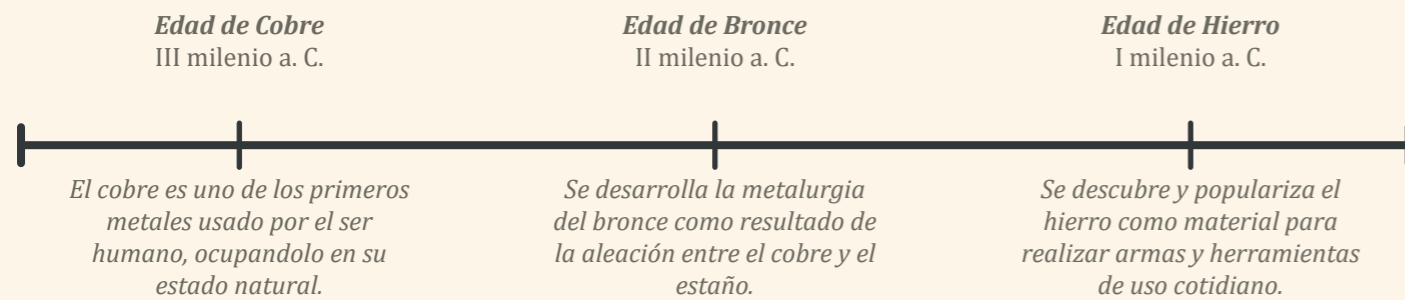 Edad de Cobre
III milenio a. C.
El cobre es uno de los primeros
metales usado por el ser
humano, ocupandolo en su
estado natural.
Edad de Bronce
II milenio a. C.
Se desarrolla la metalurgia
del bronce como resultado de
la aleación entre el cobre y el
estaño.
Edad de Hierro
I milenio a. C.
Se descubre y populariza el
hierro como material para
realizar armas y herramientas
de uso cotidiano.